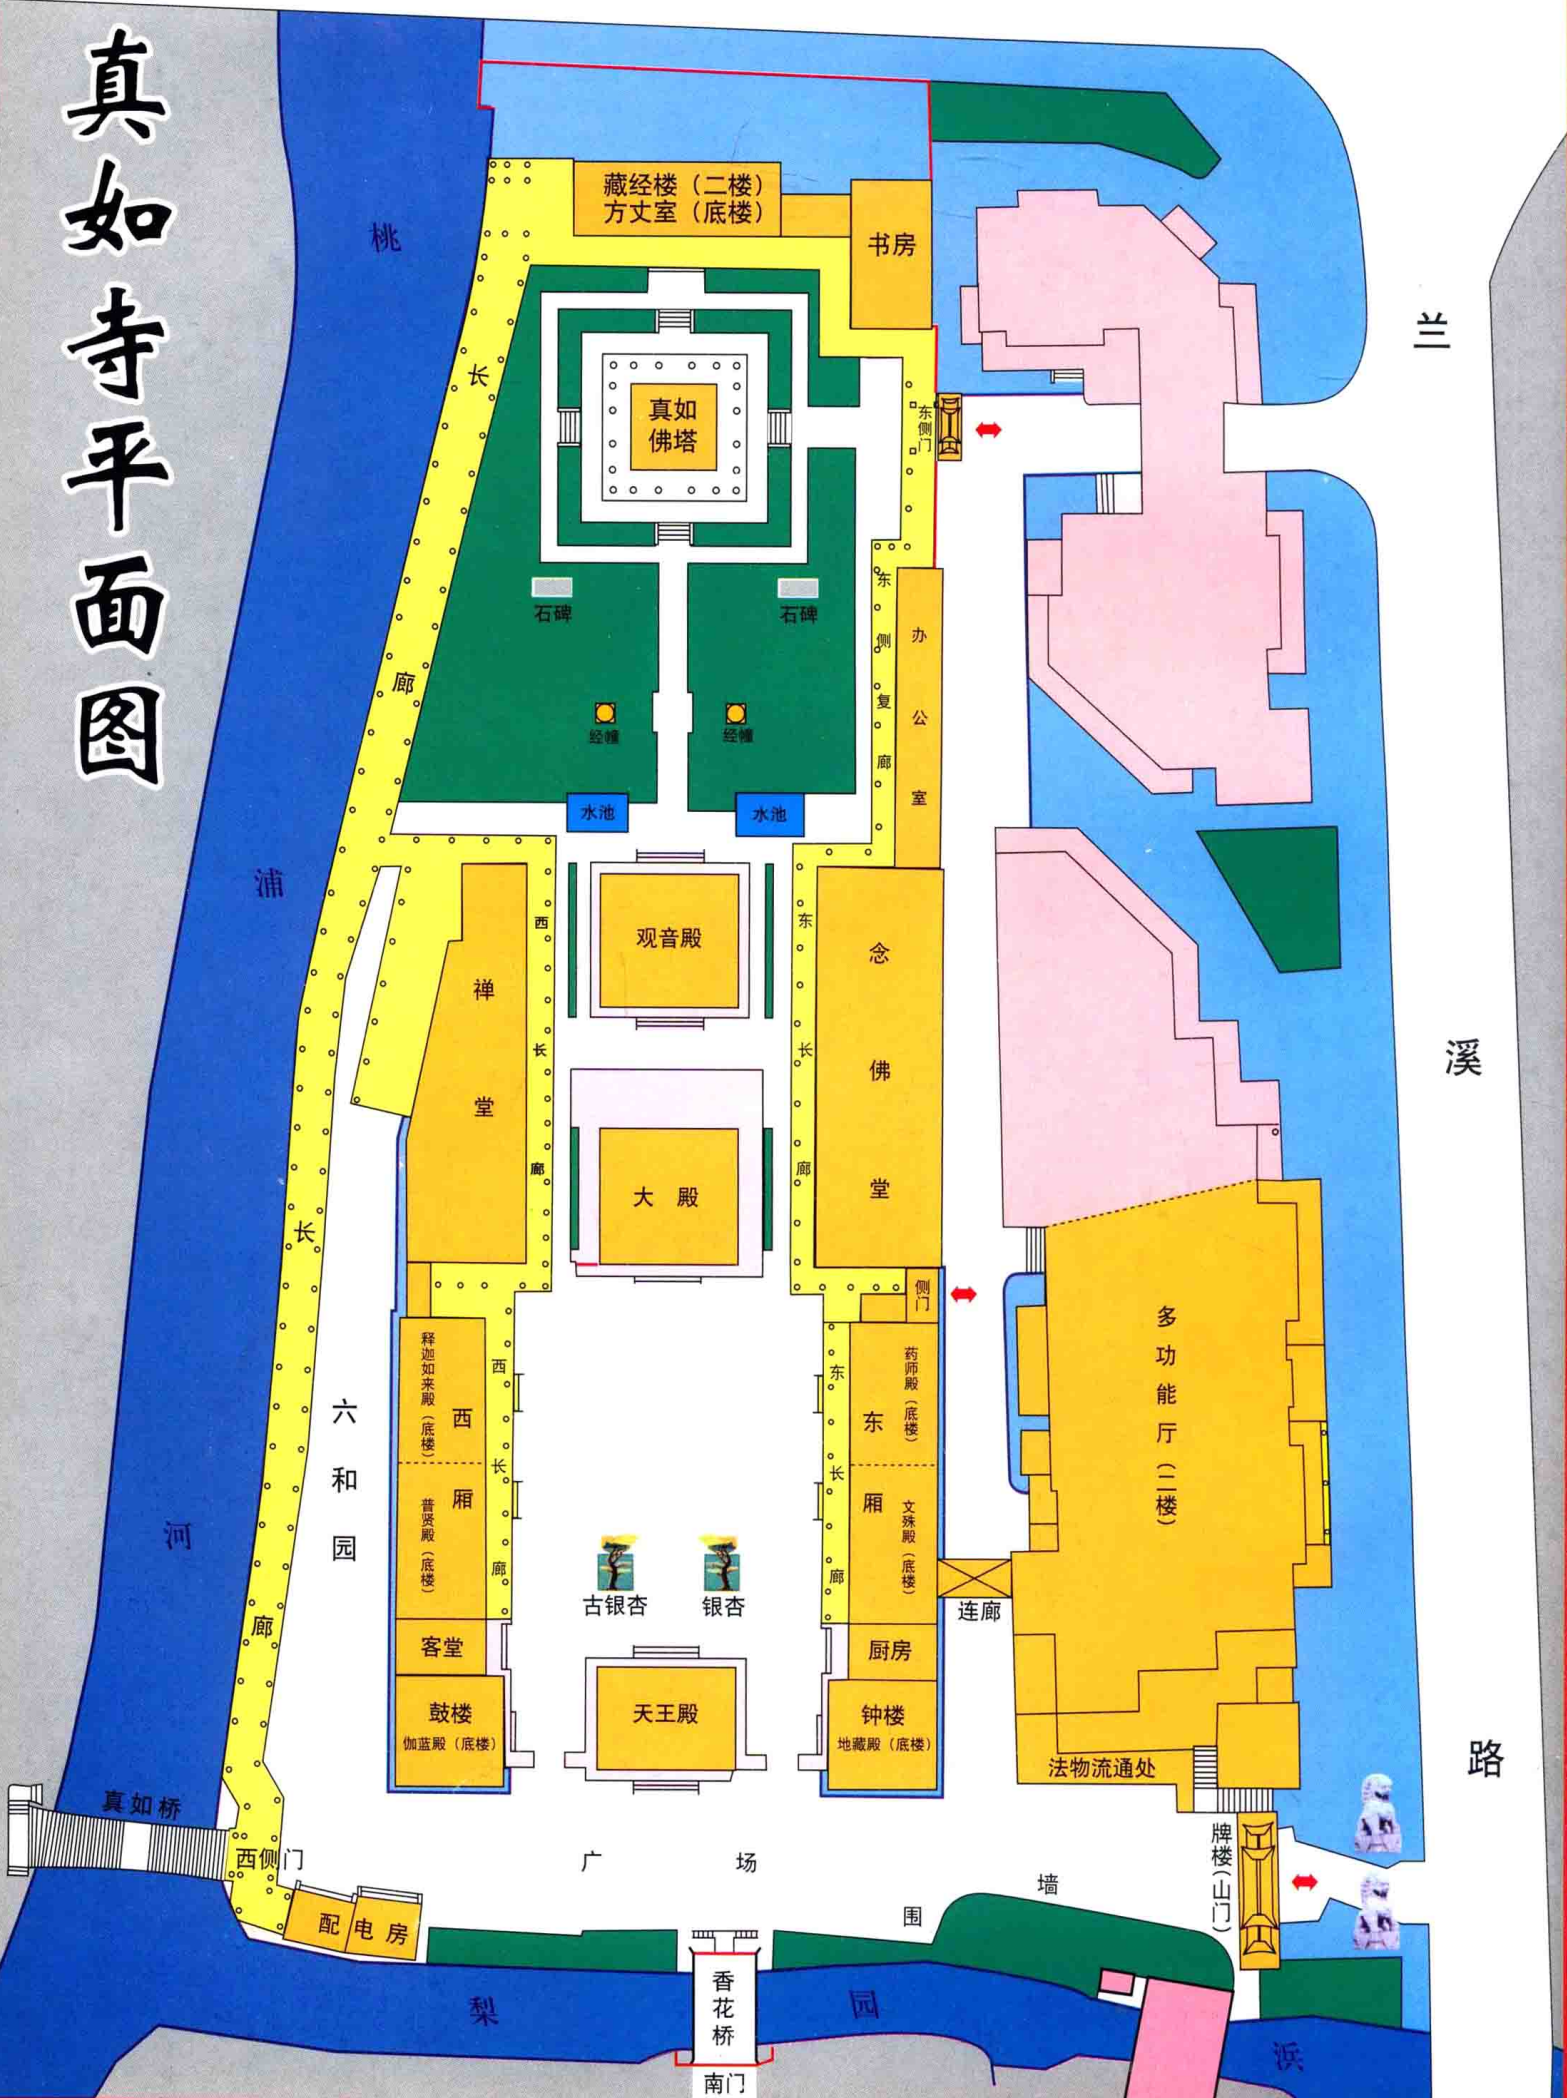 真如寺平面图
藏经楼（二楼）
方丈室（底楼）
书房
桃浦河
兰溪路
长廊
真如
佛塔
东侧门
石碑
石碑
东侧复廊
办公室
经幢
经幢
水池
水池
西长廊
观音殿
东长廊
禅堂
念佛堂
大殿
长廊
侧门
六和园
释迦如来殿（底楼）
西厢
普贤殿（底楼）
西长廊
东长廊
药师殿（底楼）
东厢
文殊殿（底楼）
多功能厅（二楼）
古银杏
银杏
连廊
客堂
厨房
鼓楼
伽蓝殿（底楼）
天王殿
钟楼
地藏殿（底楼）
法物流通处
真如桥
西侧门
广场
牌楼（山门）
围墙
配电房
香花桥
梨园浜
南门